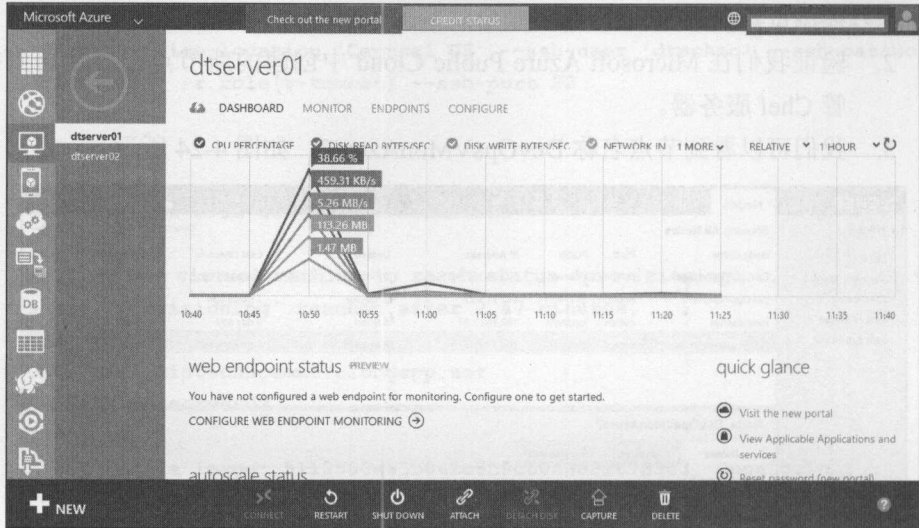 Microsoft Azure
Check out the new portal
CREDIT STATUS
dtserver01
dtserver02
dtserver01
DASHBOARD MONITOR ENDPOINTS CONFIGURE
CPU PERCENTAGE DISK READ BYTES/SEC DISK WRITE BYTES/SEC NETWORK IN 1 MORE RELATIVE 1 HOUR
38.66 %
459.31 KB/s
5.26 MB/s
113.26 MB
1.47 MB
10:40 10:45 10:50 10:55 11:00 11:05 11:10 11:15 11:20 11:25 11:30 11:35 11:40
web endpoint status PREVIEW
You have not configured a web endpoint for monitoring. Configure one to get started.
CONFIGURE WEB ENDPOINT MONITORING
autoscale status
quick glance
Visit the new portal
View Applicable Applications and
services
Reset password (new portal)
DB
NEW
CONNECT RESTART SHUT DOWN ATTACH DETACH DISK CAPTURE DELETE
?